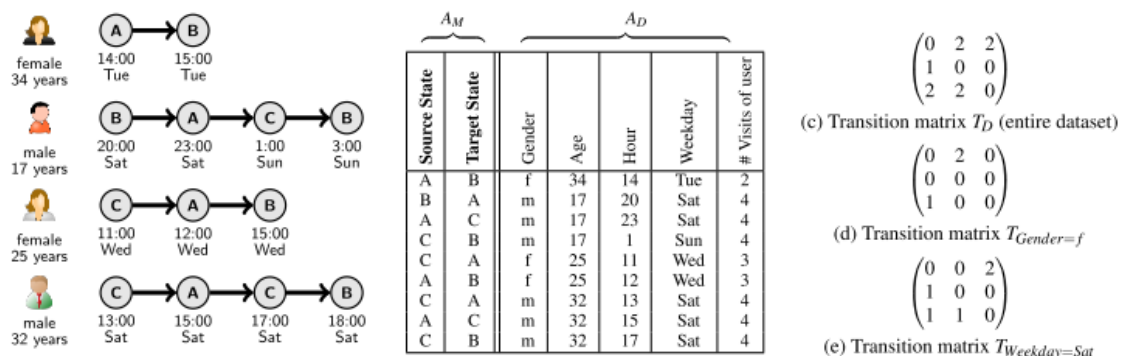 A B
female
34 years
14:00 15:00
Tue Tue
B A C B
male
17 years
20:00 23:00 1:00 3:00
Sat Sat Sun Sun
C A B
female
25 years
11:00 12:00 15:00
Wed Wed Wed
C A C B
male
32 years
13:00 15:00 17:00 18:00
Sat Sat Sat Sat
A_M A_D
Source State Target State Gender Age Hour Weekday # Visits of user
A B f 34 14 Tue 2
B A m 17 20 Sat 4
A C m 17 23 Sat 4
C B m 17 1 Sun 4
C A f 25 11 Wed 3
A B f 25 12 Wed 3
C A m 32 13 Sat 4
A C m 32 15 Sat 4
C B m 32 17 Sat 4
0 2 2
1 0 0
2 2 0
(c) Transition matrix T_D (entire dataset)
0 2 0
0 0 0
1 0 0
(d) Transition matrix T_Gender=f
0 0 2
1 0 0
1 1 0
(e) Transition matrix T_Weekday=Sat